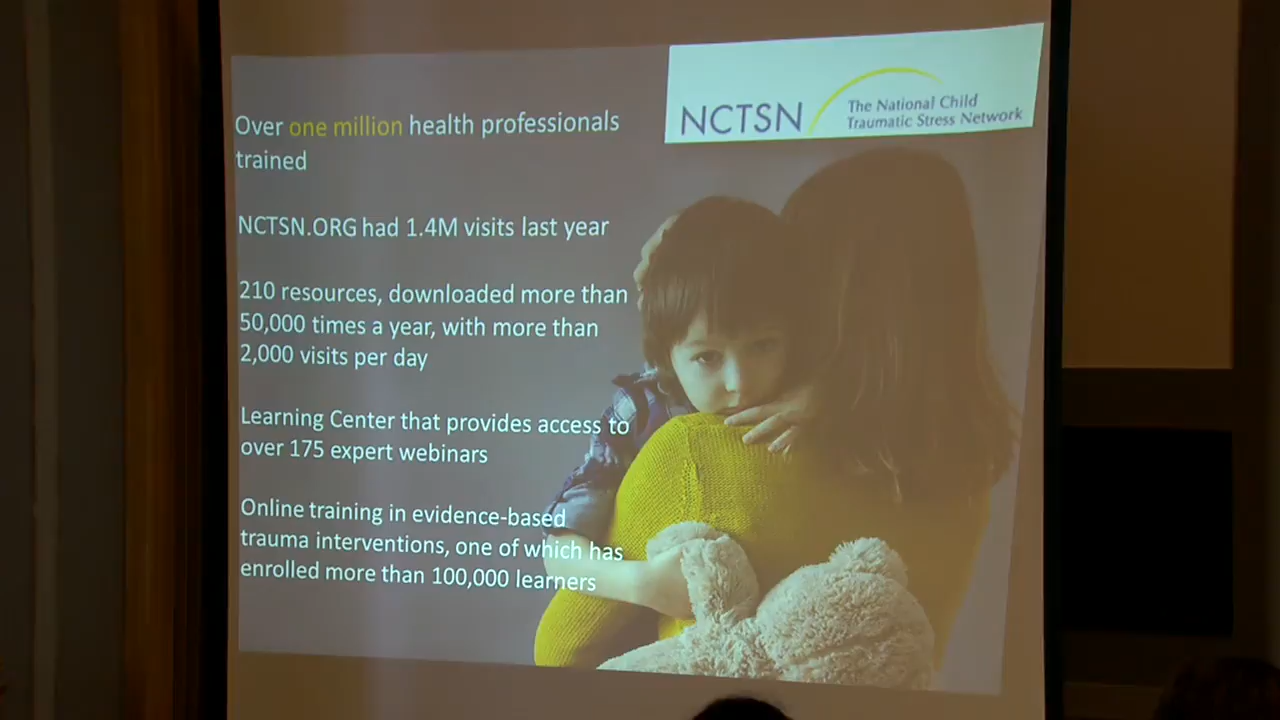 Over one million health professionals
trained
NCTSN.ORG had 1.4M visits last year
210 resources, downloaded more than
50,000 times a year, with more than
2,000 visits per day
Learning Center that provides access to
over 175 expert webinars
Online training in evidence-based
trauma interventions, one of which has
enrolled more than 100,000 learners
NCTSN
The National Child
Traumatic Stress Network